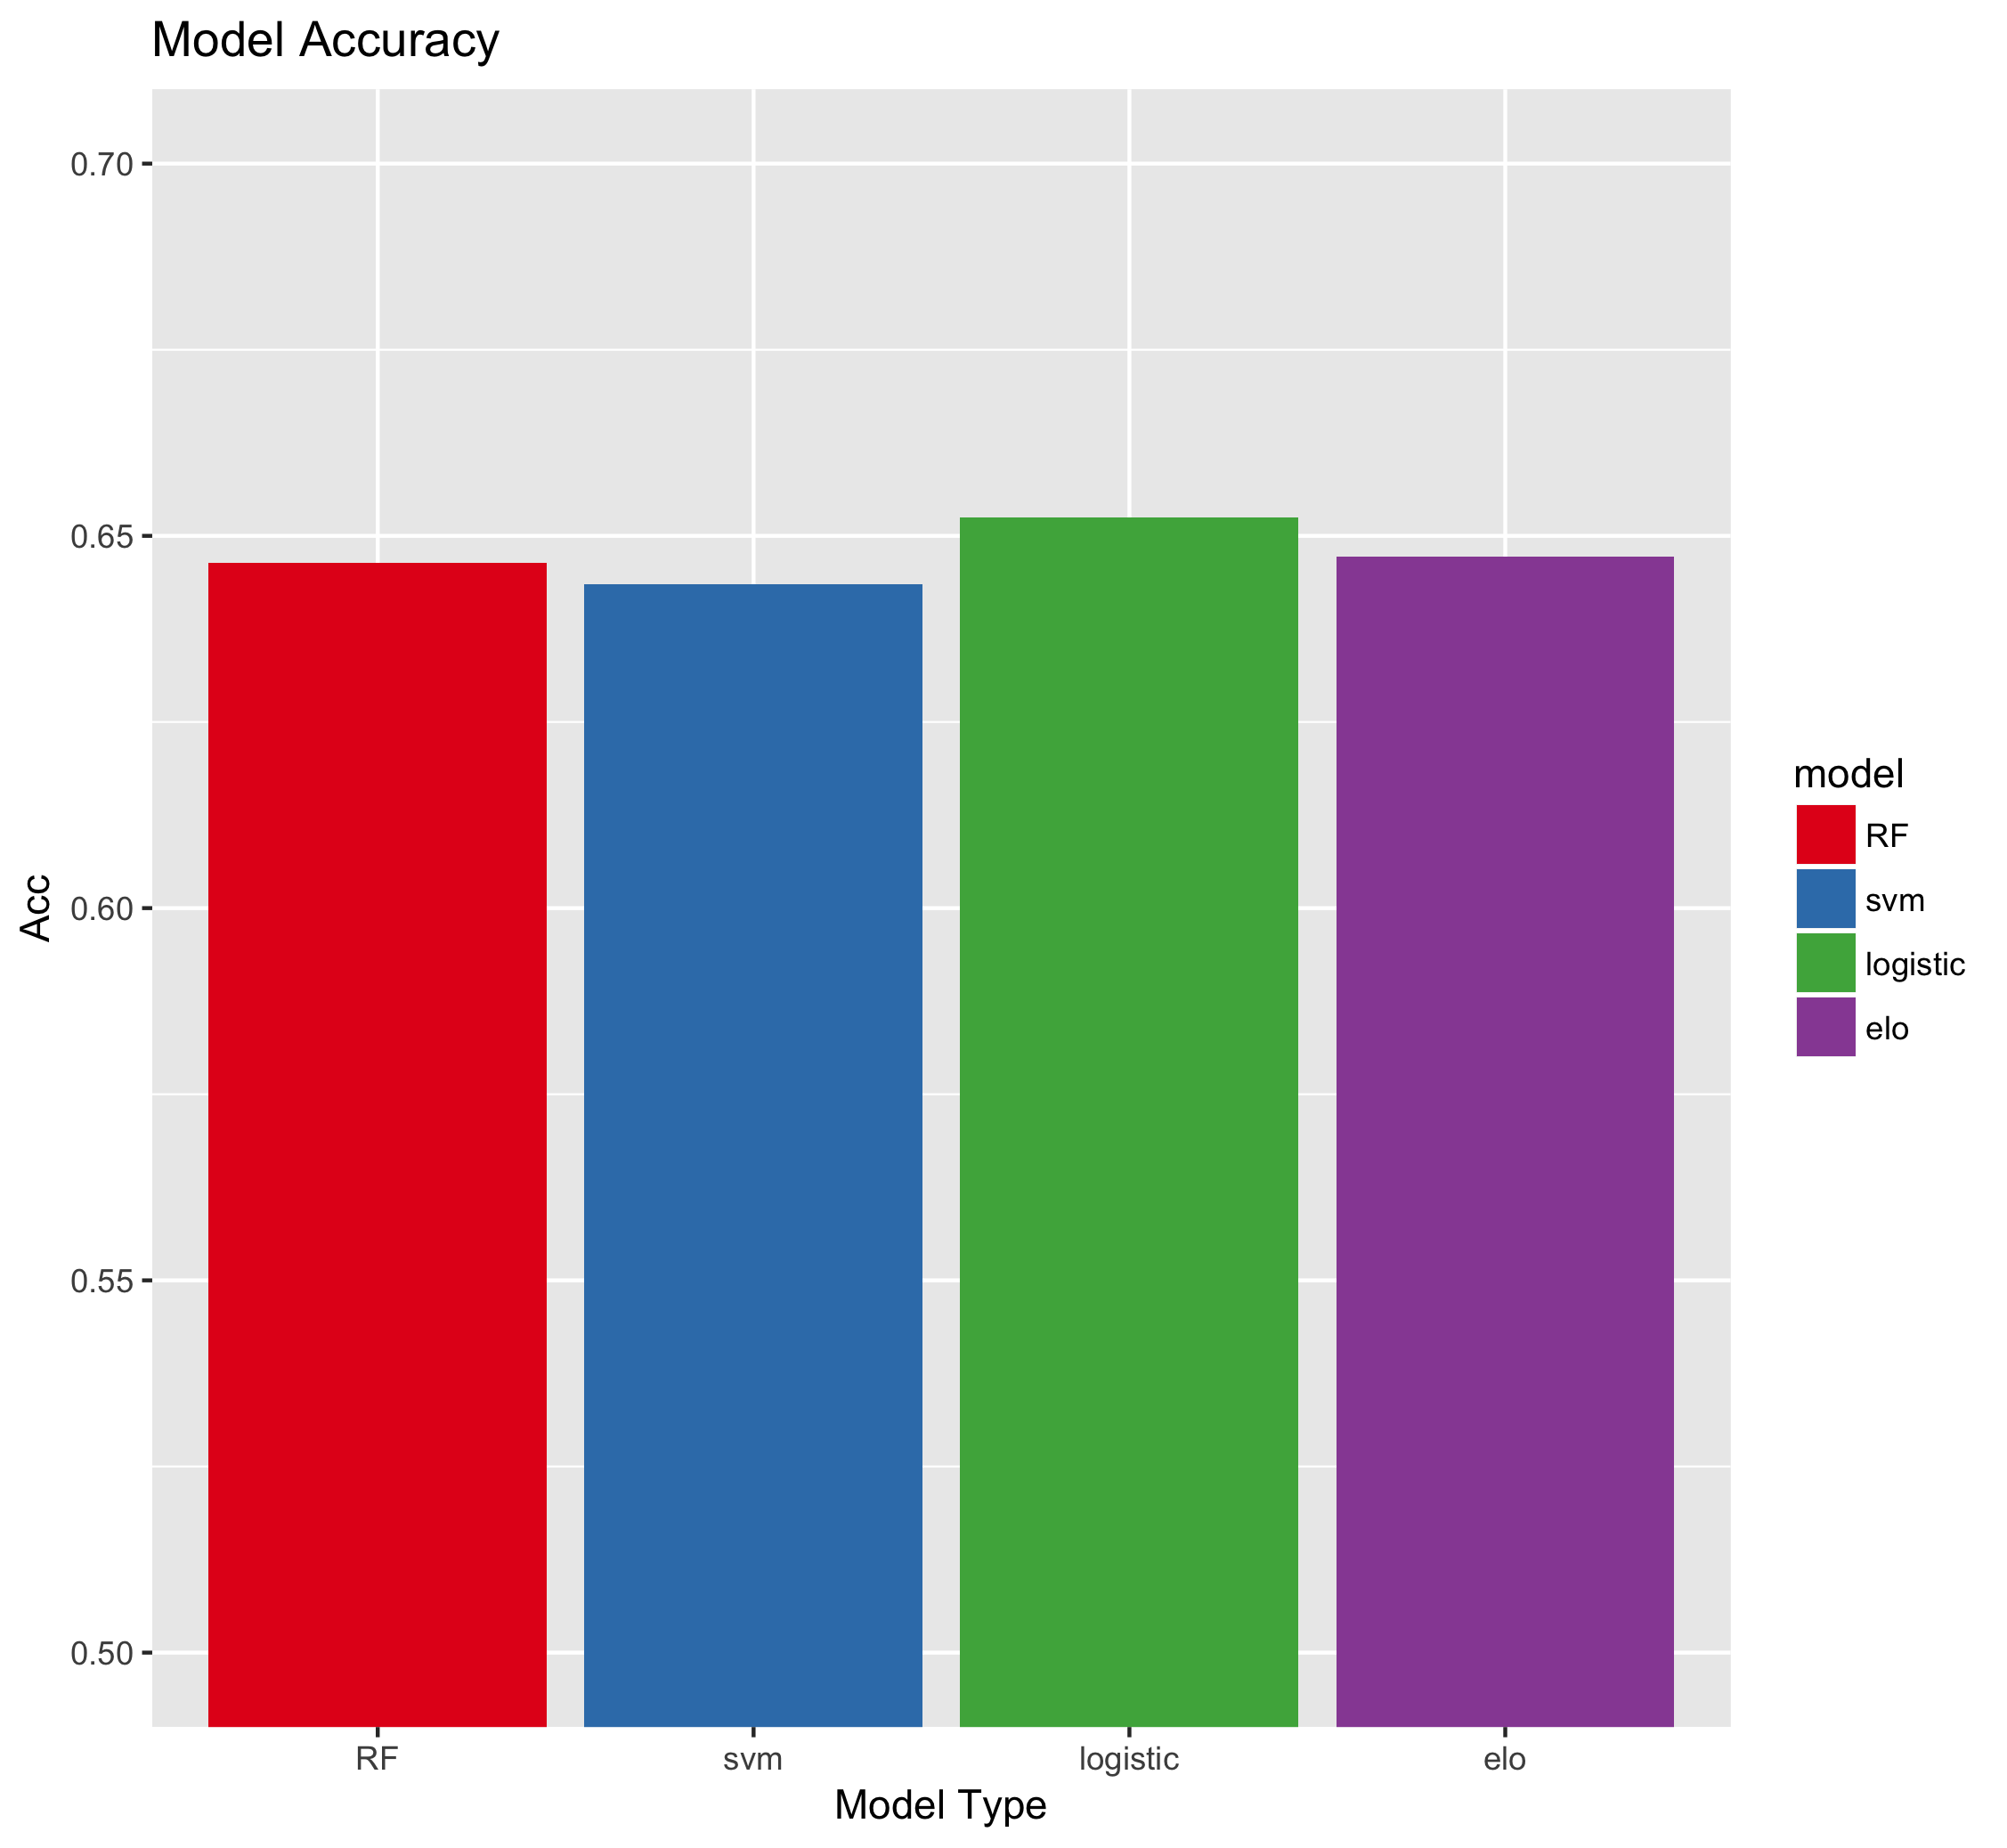 Model Accuracy
Acc
0.70
0.65
0.60
0.55
0.50
RF svm logistic elo
Model Type
model
RF
svm
logistic
elo